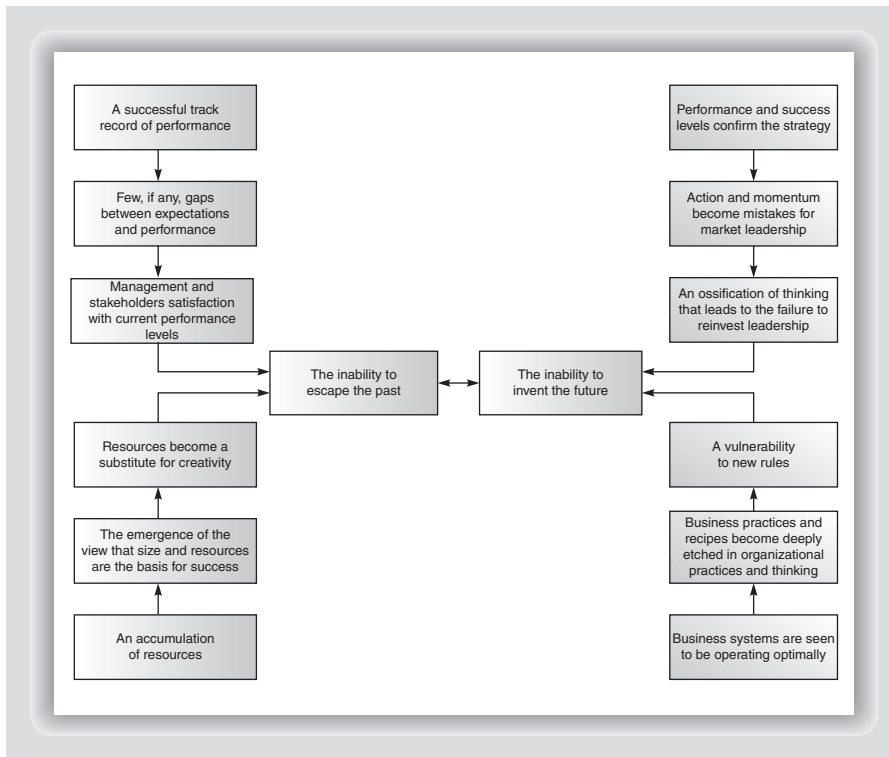 A successful track
record of performance
Few, if any, gaps
between expectations
and performance
Management and
stakeholders satisfaction
with current performance
levels
The inability to
escape the past
Resources become a
substitute for creativity
The emergence of the
view that size and resources
are the basis for success
An accumulation
of resources
Performance and success
levels confirm the strategy
Action and momentum
become mistakes for
market leadership
An ossification of thinking
that leads to the failure to
reinvest leadership
The inability to
invent the future
A vulnerability
to new rules
Business practices and
recipes become deeply
etched in organizational
practices and thinking
Business systems are seen
to be operating optimally